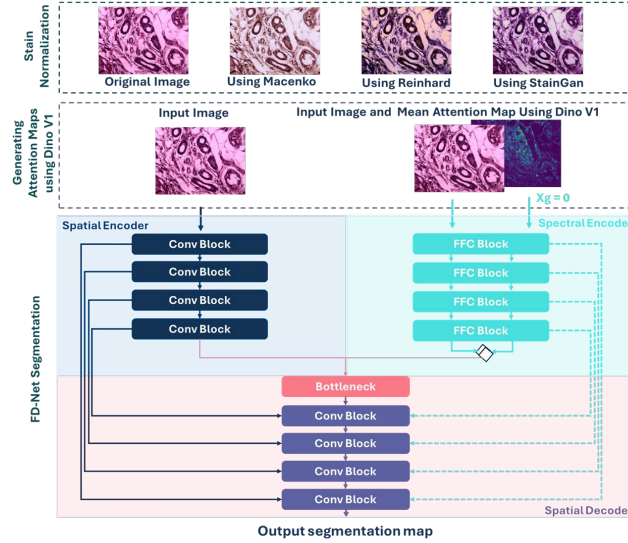 Stain
Normalization
Original Image
Using Macenko
Using Reinhard
Using StainGan
Generating
Attention Maps
using Dino V1
Input Image
Input Image and Mean Attention Map Using Dino V1
Xg = 0
FD-Net Segmentation
Spatial Encoder
Spectral Encode
Conv Block
FFC Block
Conv Block
FFC Block
Conv Block
FFC Block
Conv Block
FFC Block
Bottleneck
Conv Block
Conv Block
Conv Block
Conv Block
Spatial Decode
Output segmentation map